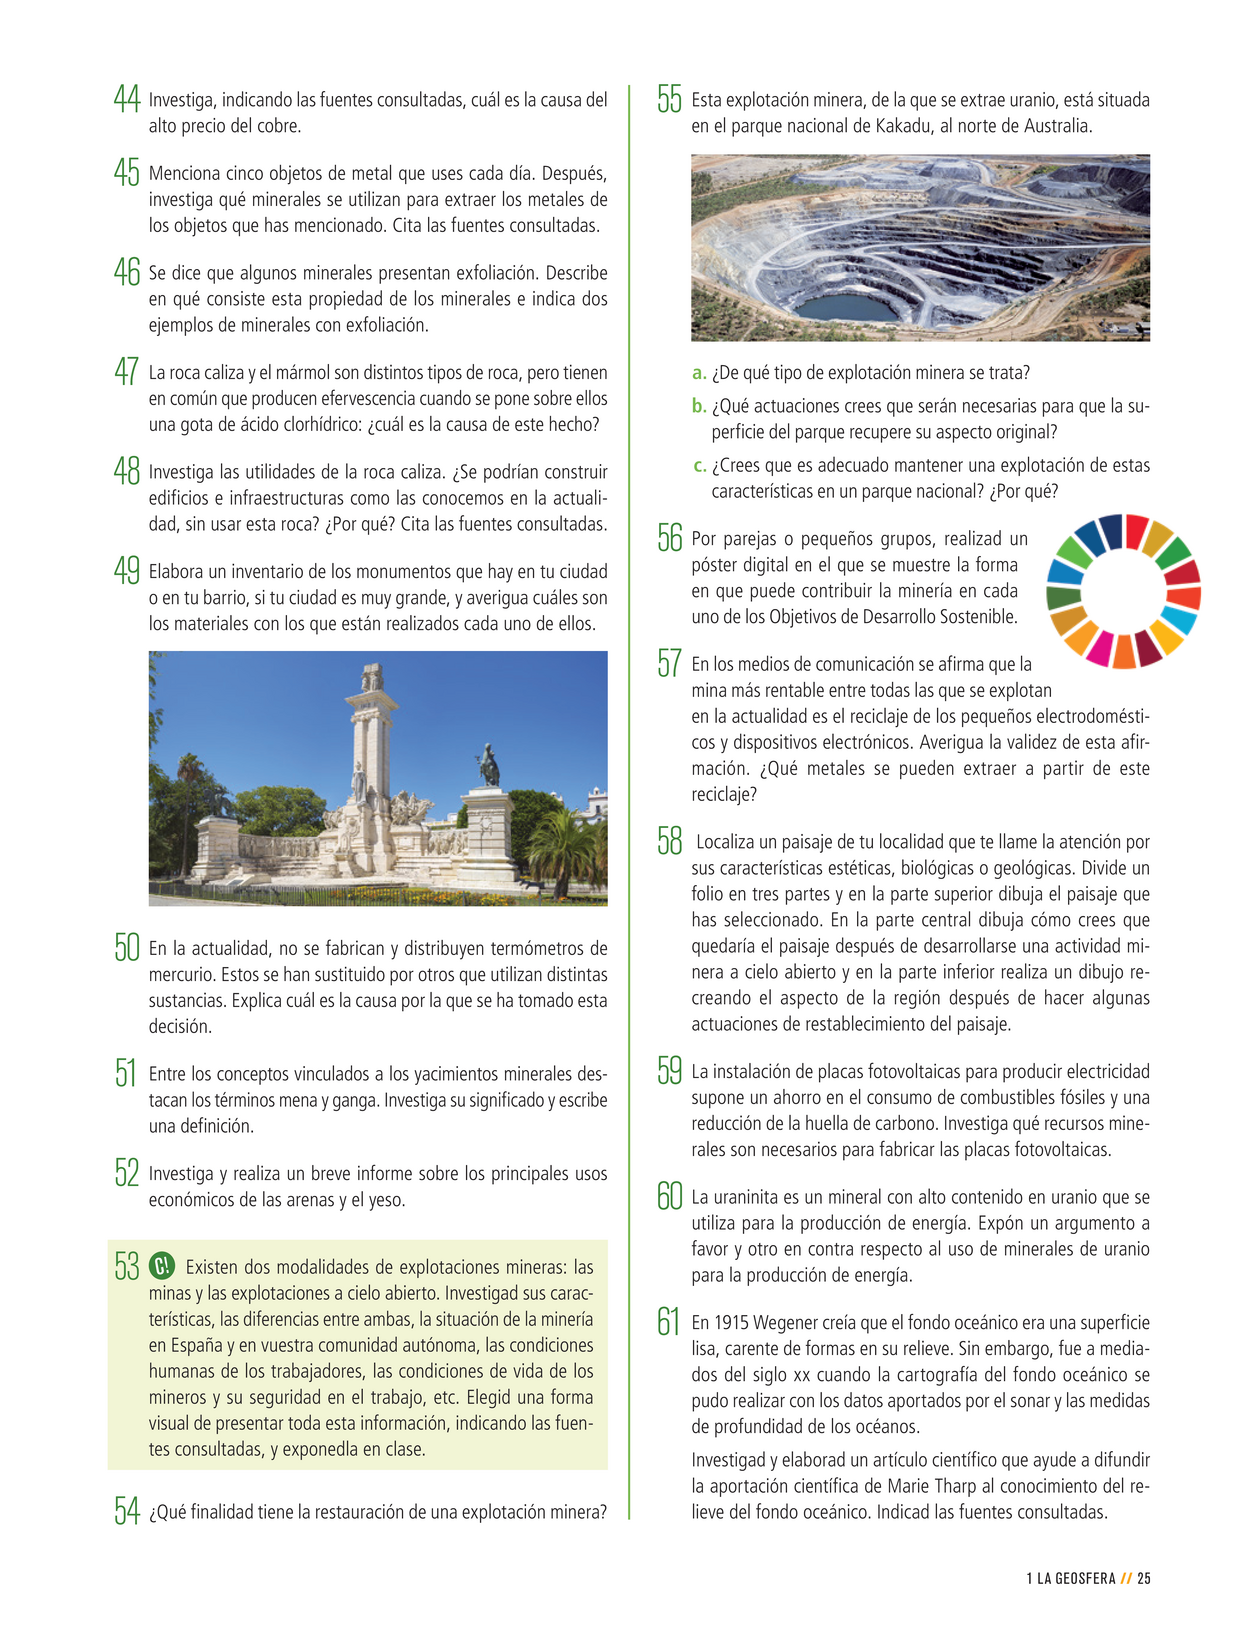 44 Investiga, indicando las fuentes consultadas, cuál es la causa del
alto precio del cobre.
45 Menciona cinco objetos de metal que uses cada día. Después,
investiga qué minerales se utilizan para extraer los metales de
los objetos que has mencionado. Cita las fuentes consultadas.
46 Se dice que algunos minerales presentan exfoliación. Describe
en qué consiste esta propiedad de los minerales e indica dos
ejemplos de minerales con exfoliación.
47 La roca caliza y el mármol son distintos tipos de roca, pero tienen
en común que producen efervescencia cuando se pone sobre ellos
una gota de ácido clorhídrico: ¿cuál es la causa de este hecho?
48 Investiga las utilidades de la roca caliza. ¿Se podrían construir
edificios e infraestructuras como las conocemos en la actuali-
dad, sin usar esta roca? ¿Por qué? Cita las fuentes consultadas.
49 Elabora un inventario de los monumentos que hay en tu ciudad
o en tu barrio, si tu ciudad es muy grande, y averigua cuáles son
los materiales con los que están realizados cada uno de ellos.
50 En la actualidad, no se fabrican y distribuyen termómetros de
mercurio. Estos se han sustituido por otros que utilizan distintas
sustancias. Explica cuál es la causa por la que se ha tomado esta
decisión.
51 Entre los conceptos vinculados a los yacimientos minerales des-
tacan los términos mena y ganga. Investiga su significado y escribe
una definición.
52 Investiga y realiza un breve informe sobre los principales usos
económicos de las arenas y el yeso.
53 C! Existen dos modalidades de explotaciones mineras: las
minas y las explotaciones a cielo abierto. Investigad sus carac-
terísticas, las diferencias entre ambas, la situación de la minería
en España y en vuestra comunidad autónoma, las condiciones
humanas de los trabajadores, las condiciones de vida de los
mineros y su seguridad en el trabajo, etc. Elegid una forma
visual de presentar toda esta información, indicando las fuen-
tes consultadas, y exponedla en clase.
54 ¿Qué finalidad tiene la restauración de una explotación minera?
55 Esta explotación minera, de la que se extrae uranio, está situada
en el parque nacional de Kakadu, al norte de Australia.
a. ¿De qué tipo de explotación minera se trata?
b. ¿Qué actuaciones crees que serán necesarias para que la su-
perficie del parque recupere su aspecto original?
c. ¿Crees que es adecuado mantener una explotación de estas
características en un parque nacional? ¿Por qué?
56 Por parejas o pequeños grupos, realizad un
póster digital en el que se muestre la forma
en que puede contribuir la minería en cada
uno de los Objetivos de Desarrollo Sostenible.
57 En los medios de comunicación se afirma que la
mina más rentable entre todas las que se explotan
en la actualidad es el reciclaje de los pequeños electrodomésti-
cos y dispositivos electrónicos. Averigua la validez de esta afir-
mación. ¿Qué metales se pueden extraer a partir de este
reciclaje?
58 Localiza un paisaje de tu localidad que te llame la atención por
sus características estéticas, biológicas o geológicas. Divide un
folio en tres partes y en la parte superior dibuja el paisaje que
has seleccionado. En la parte central dibuja cómo crees que
quedaría el paisaje después de desarrollarse una actividad mi-
nera a cielo abierto y en la parte inferior realiza un dibujo re-
creando el aspecto de la región después de hacer algunas
actuaciones de restablecimiento del paisaje.
59 La instalación de placas fotovoltaicas para producir electricidad
supone un ahorro en el consumo de combustibles fósiles y una
reducción de la huella de carbono. Investiga qué recursos mine-
rales son necesarios para fabricar las placas fotovoltaicas.
60 La uraninita es un mineral con alto contenido en uranio que se
utiliza para la producción de energía. Expón un argumento a
favor y otro en contra respecto al uso de minerales de uranio
para la producción de energía.
61 En 1915 Wegener creía que el fondo oceánico era una superficie
lisa, carente de formas en su relieve. Sin embargo, fue a media-
dos del siglo xx cuando la cartografía del fondo oceánico se
pudo realizar con los datos aportados por el sonar y las medidas
de profundidad de los océanos.
Investigad y elaborad un artículo científico que ayude a difundir
la aportación científica de Marie Tharp al conocimiento del re-
lieve del fondo oceánico. Indicad las fuentes consultadas.
1 LA GEOSFERA // 25